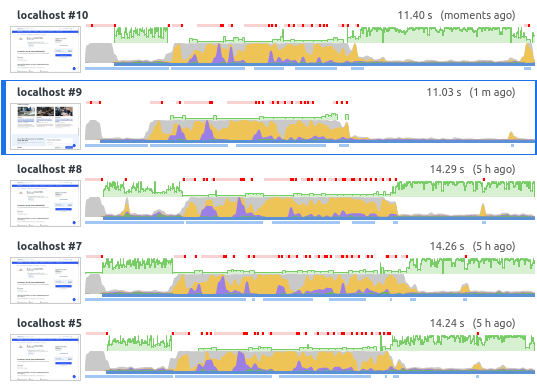 localhost #10 11.40 s (moments ago)
localhost #9 11.03 s (1 m ago)
localhost #8 14.29 s (5 h ago)
localhost #7 14.26 s (5 h ago)
localhost #5 14.24 s (5 h ago)